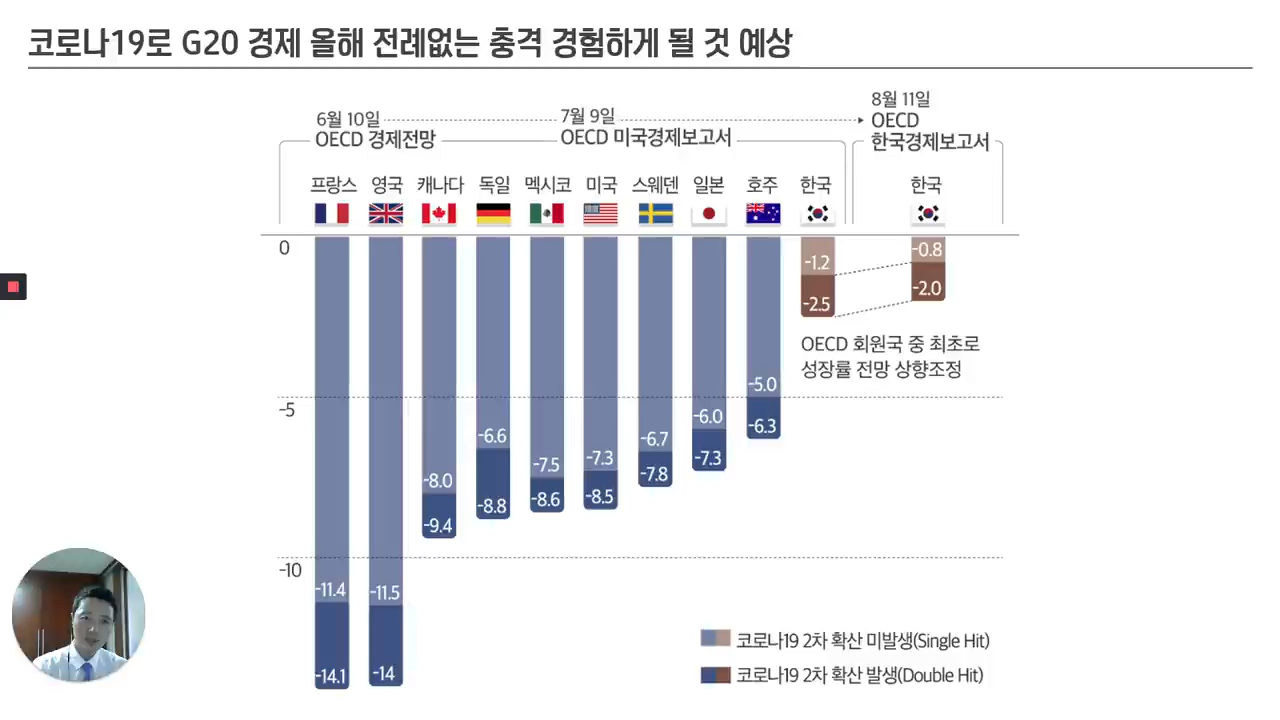 코로나19로 G20 경제 올해 전례없는 충격 경험하게 될 것 예상
6월 10일
OECD 경제전망
7월 9일
OECD 미국경제보고서
8월 11일
OECD
한국경제보고서
프랑스 영국 캐나다 독일 멕시코 미국 스웨덴 일본 호주 한국 한국
0
-1.2
-0.8
-2.5
-2.0
OECD 회원국 중 최초로
성장률 전망 상향조정
-5
-5.0
-6.3
-6.0
-7.3
-6.7
-7.8
-7.3
-8.5
-7.5
-8.6
-6.6
-8.8
-8.0
-9.4
-10
-11.4
-11.5
-14.1
-14
코로나19 2차 확산 미발생(Single Hit)
코로나19 2차 확산 발생(Double Hit)